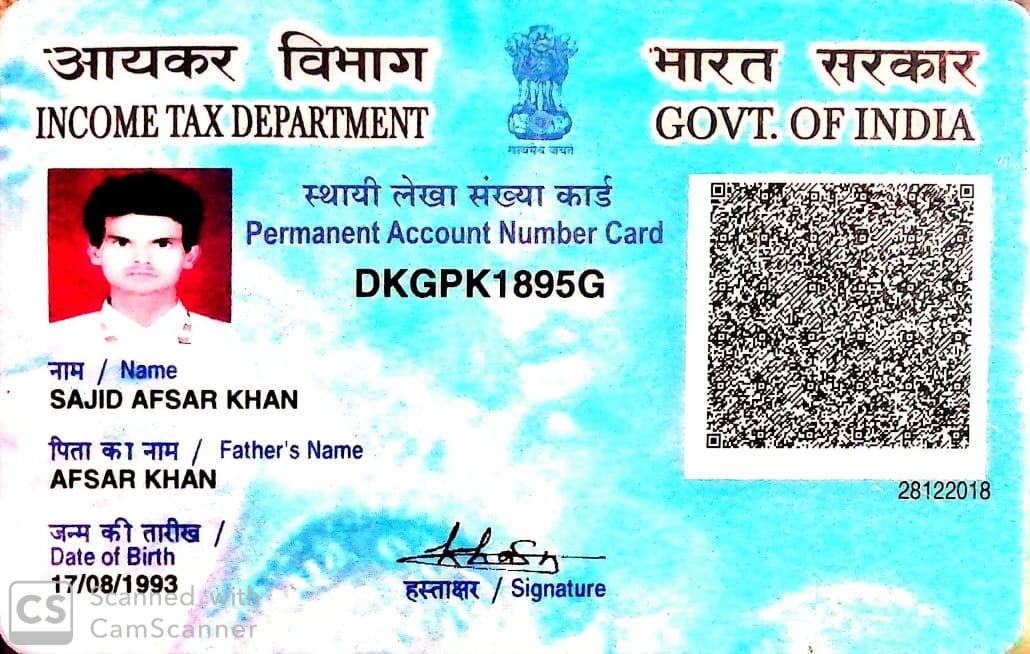 आयकर विभाग
INCOME TAX DEPARTMENT
सत्यमेव जयते
भारत सरकार
GOVT. OF INDIA
स्थायी लेखा संख्या कार्ड
Permanent Account Number Card
DKGPK1895G
नाम / Name
SAJID AFSAR KHAN
पिता का नाम / Father's Name
AFSAR KHAN
28122018
जन्म की तारीख /
Date of Birth
17/08/1993
हस्ताक्षर / Signature
CS Scanned with
CamScanner